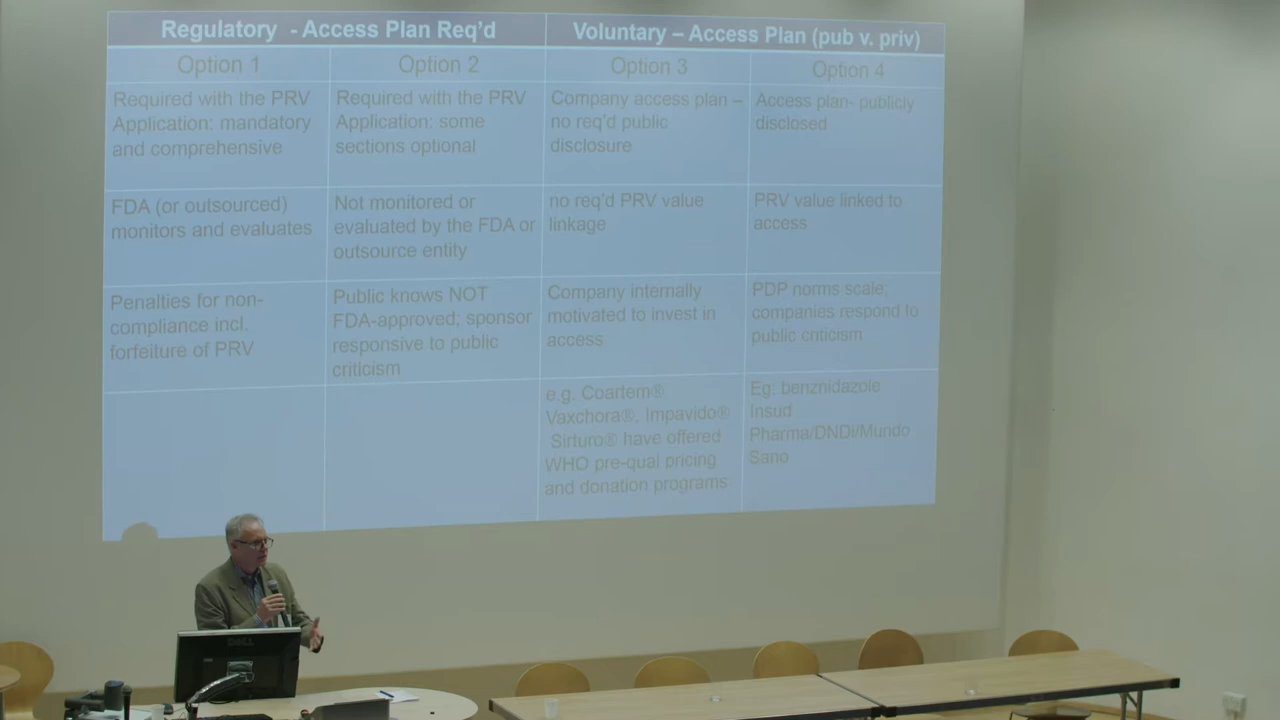 Regulatory - Access Plan Req'd
Voluntary – Access Plan (pub v. priv)
Option 1
Option 2
Option 3
Option 4
Required with the PRV
Application: mandatory
and comprehensive
Required with the PRV
Application: some
sections optional
Company access plan –
no req'd public
disclosure
Access plan- publicly
disclosed
FDA (or outsourced)
monitors and evaluates
Not monitored or
evaluated by the FDA or
outsource entity
no req'd PRV value
linkage
PRV value linked to
access
Penalties for non-
compliance incl.
forfeiture of PRV
Public knows NOT
FDA-approved; sponsor
responsive to public
criticism
Company internally
motivated to invest in
access
PDP norms scale,
companies respond to
public criticism
e.g. Coartem®
Vaxchora®, Impavido®
Sirturo® have offered
WHO pre-qual pricing
and donation programs
Eg: benznidazole
Insud
Pharma/DNDi/Mundo
Sano
DELL